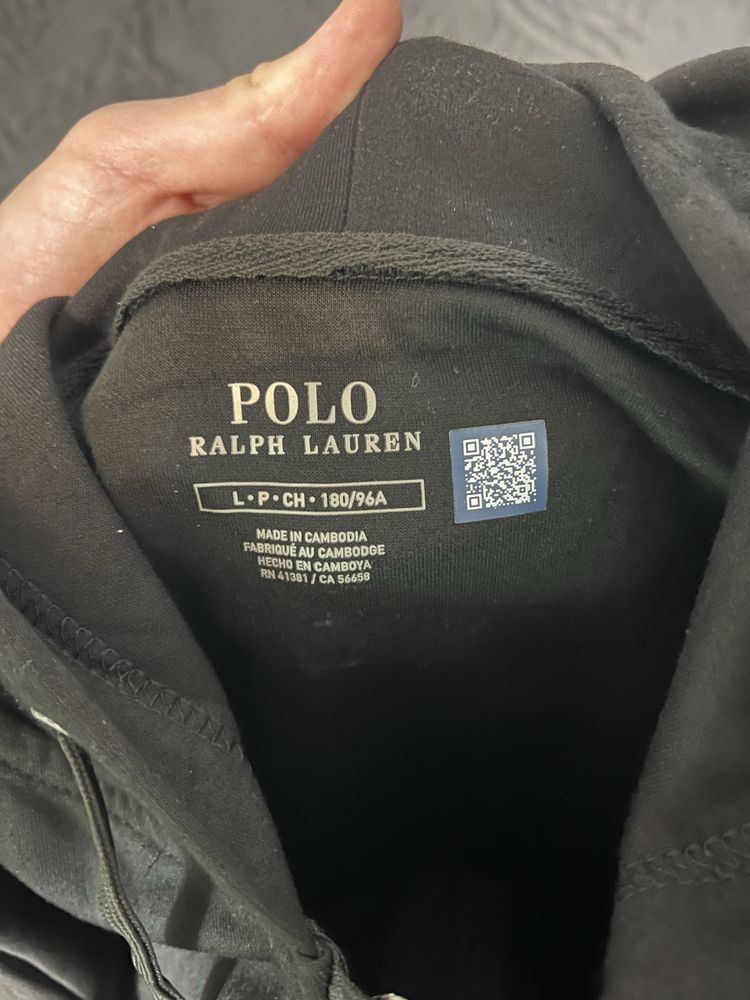 POLO
RALPH LAUREN
L•P•CH•180/96A
MADE IN CAMBODIA
FABRIQUÉ AU CAMBODGE
HECHO EN CAMBOYA
RN 41381 / CA 56658